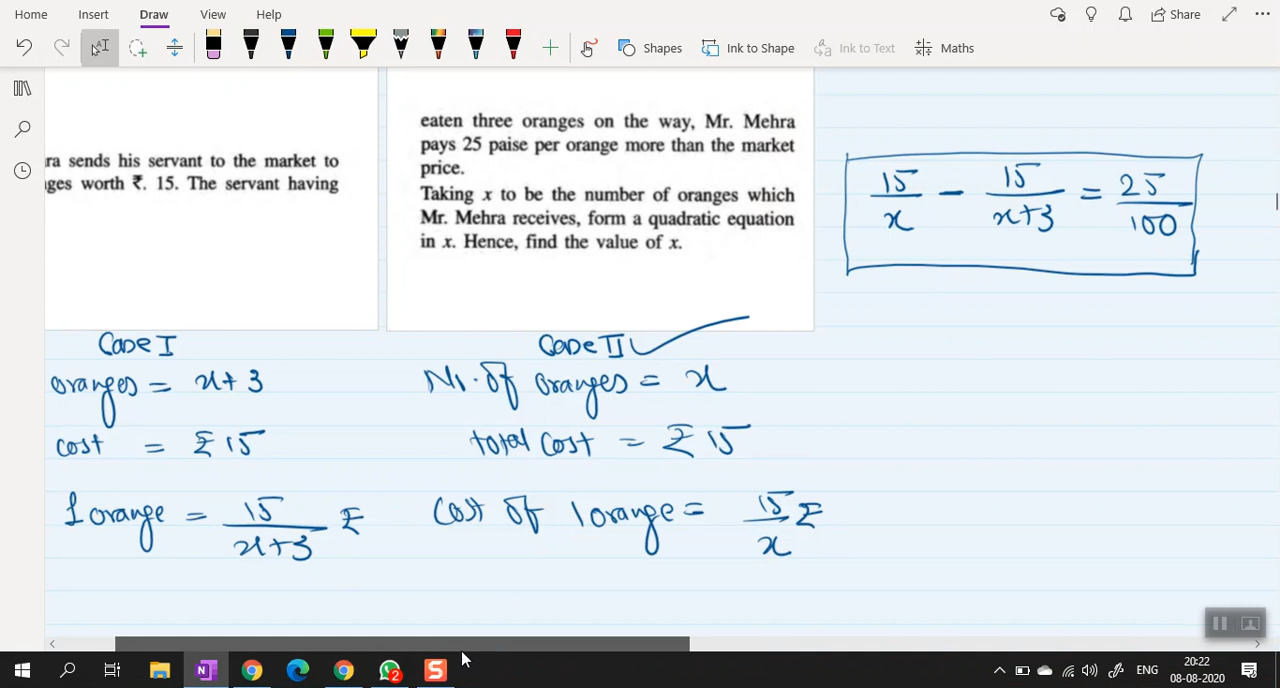 Home Insert Draw View Help
Share
Shapes Ink to Shape Ink to Text Maths
ra sends his servant to the market to
ges worth ₹. 15. The servant having
eaten three oranges on the way, Mr. Mehra
pays 25 paise per orange more than the market
price.
Taking x to be the number of oranges which
Mr. Mehra receives, form a quadratic equation
in x. Hence, find the value of x.
15/x - 15/x+3 = 25/100
Case I
oranges = x+3
cost = ₹15
1 orange = 15/x+3 ₹
Case II
No. of oranges = x
total cost = ₹15
Cost of 1 orange = 15/x ₹
2
ENG
20:22
08-08-2020